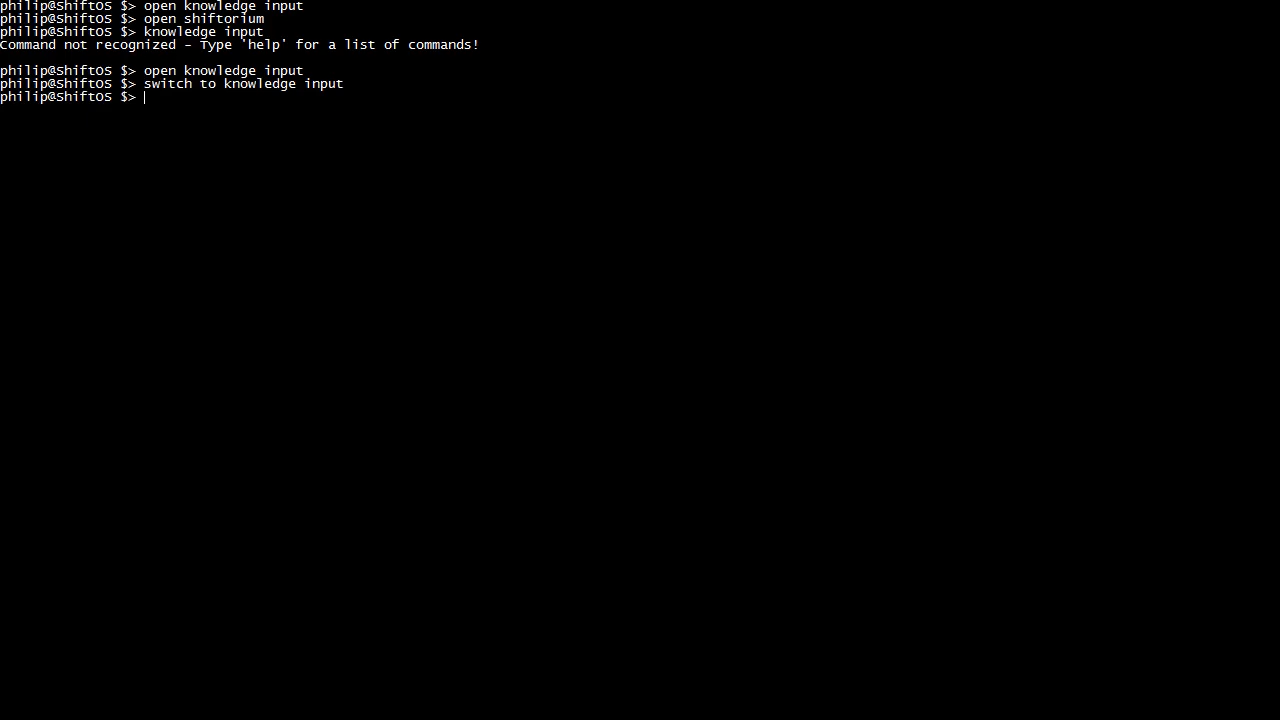 philip@ShiftOS $> open knowledge input
philip@ShiftOS $> open shiftorium
philip@ShiftOS $> knowledge input
Command not recognized - Type 'help' for a list of commands!
philip@ShiftOS $> open knowledge input
philip@ShiftOS $> switch to knowledge input
philip@ShiftOS $>